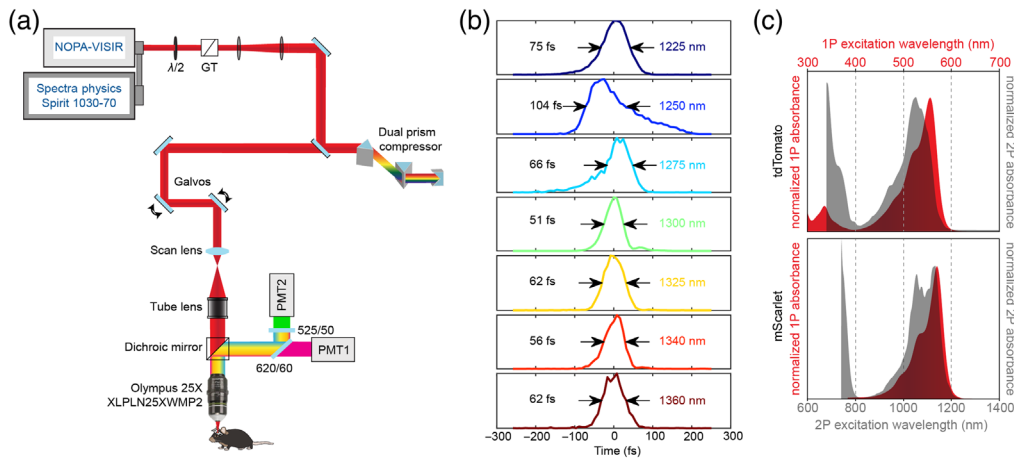 (a)
NOPA-VISIR
Spectra physics
Spirit 1030-70
λ/2
GT
Dual prism
compressor
Galvos
Scan lens
Tube lens
PMT2
525/50
Dichroic mirror
PMT1
620/60
Olympus 25X
XLPLN25XWMP2
(b)
75 fs
1225 nm
104 fs
1250 nm
66 fs
1275 nm
51 fs
1300 nm
62 fs
1325 nm
56 fs
1340 nm
62 fs
1360 nm
−300 −200 −100 0 100 200 300
Time (fs)
(c)
1P excitation wavelength (nm)
300 400 500 600 700
tdTomato
normalized 1P absorbance
normalized 2P absorbance
mScarlet
normalized 1P absorbance
normalized 2P absorbance
600 800 1000 1200 1400
2P excitation wavelength (nm)